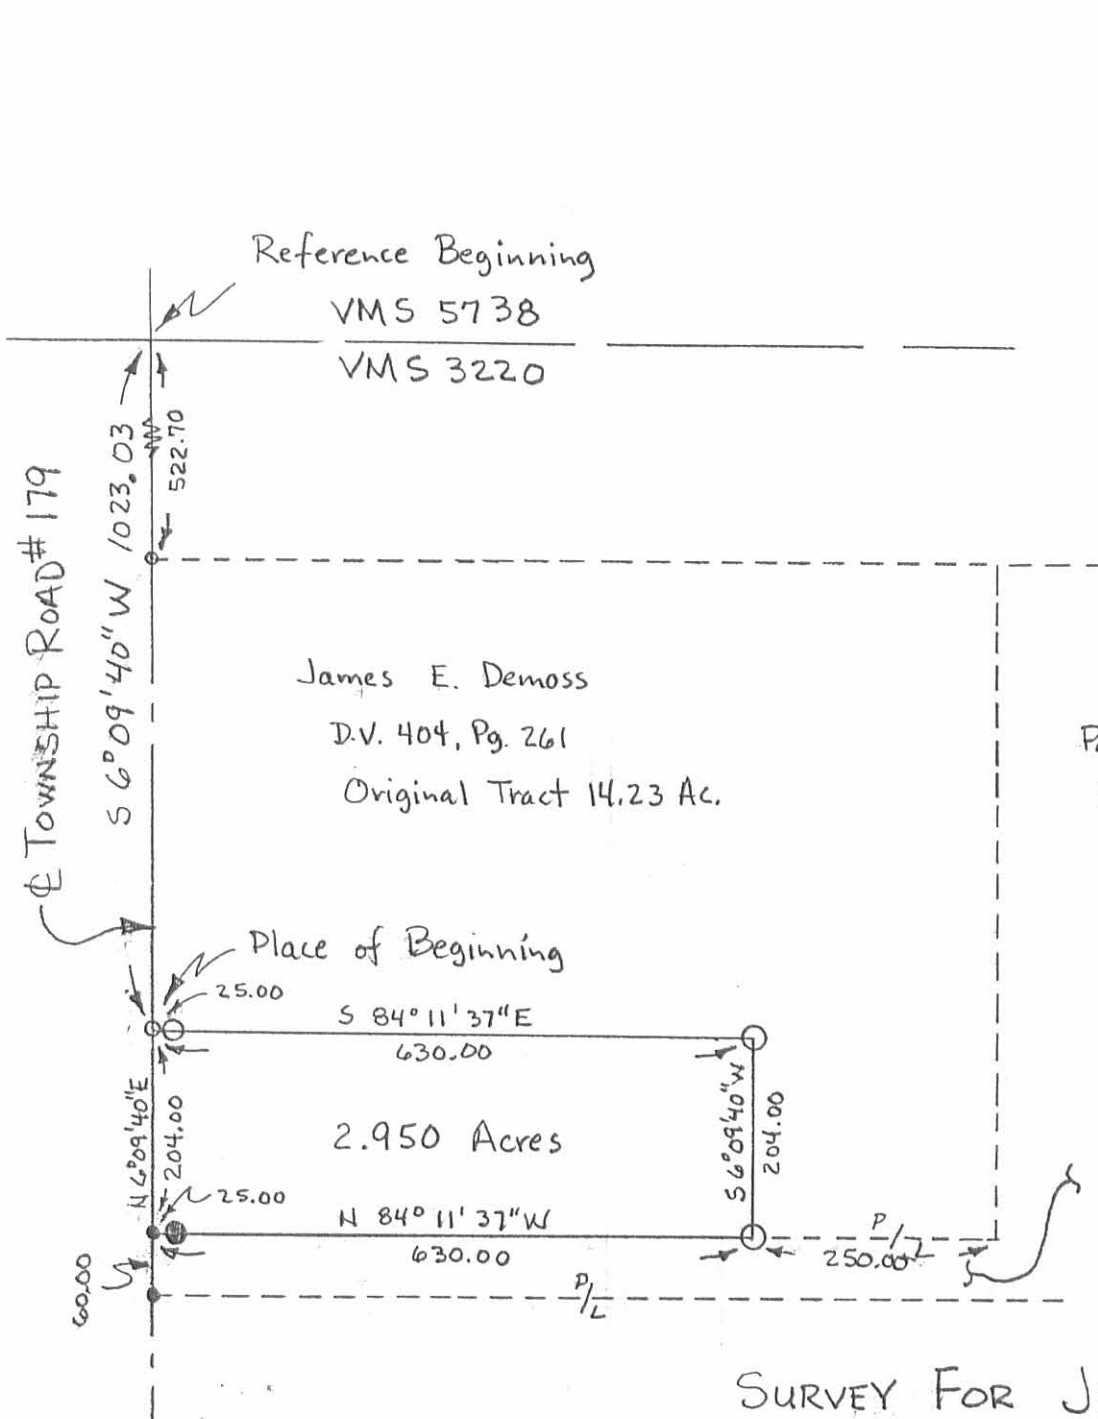 Reference Beginning
VMS 5738
VMS 3220
522.70
S 6°09'40"W 1023.03
℄ TOWNSHIP ROAD #179
James E. Demoss
D.V. 404, Pg. 261
Original Tract 14.23 Ac.
Place of Beginning
25.00
S 84°11'37"E
630.00
N 6°09'40"E
204.00
2.950 Acres
S 6°09'40"W
204.00
25.00
N 84°11'37"W
630.00
P/L
250.00
60.00
P/L
SURVEY FOR J